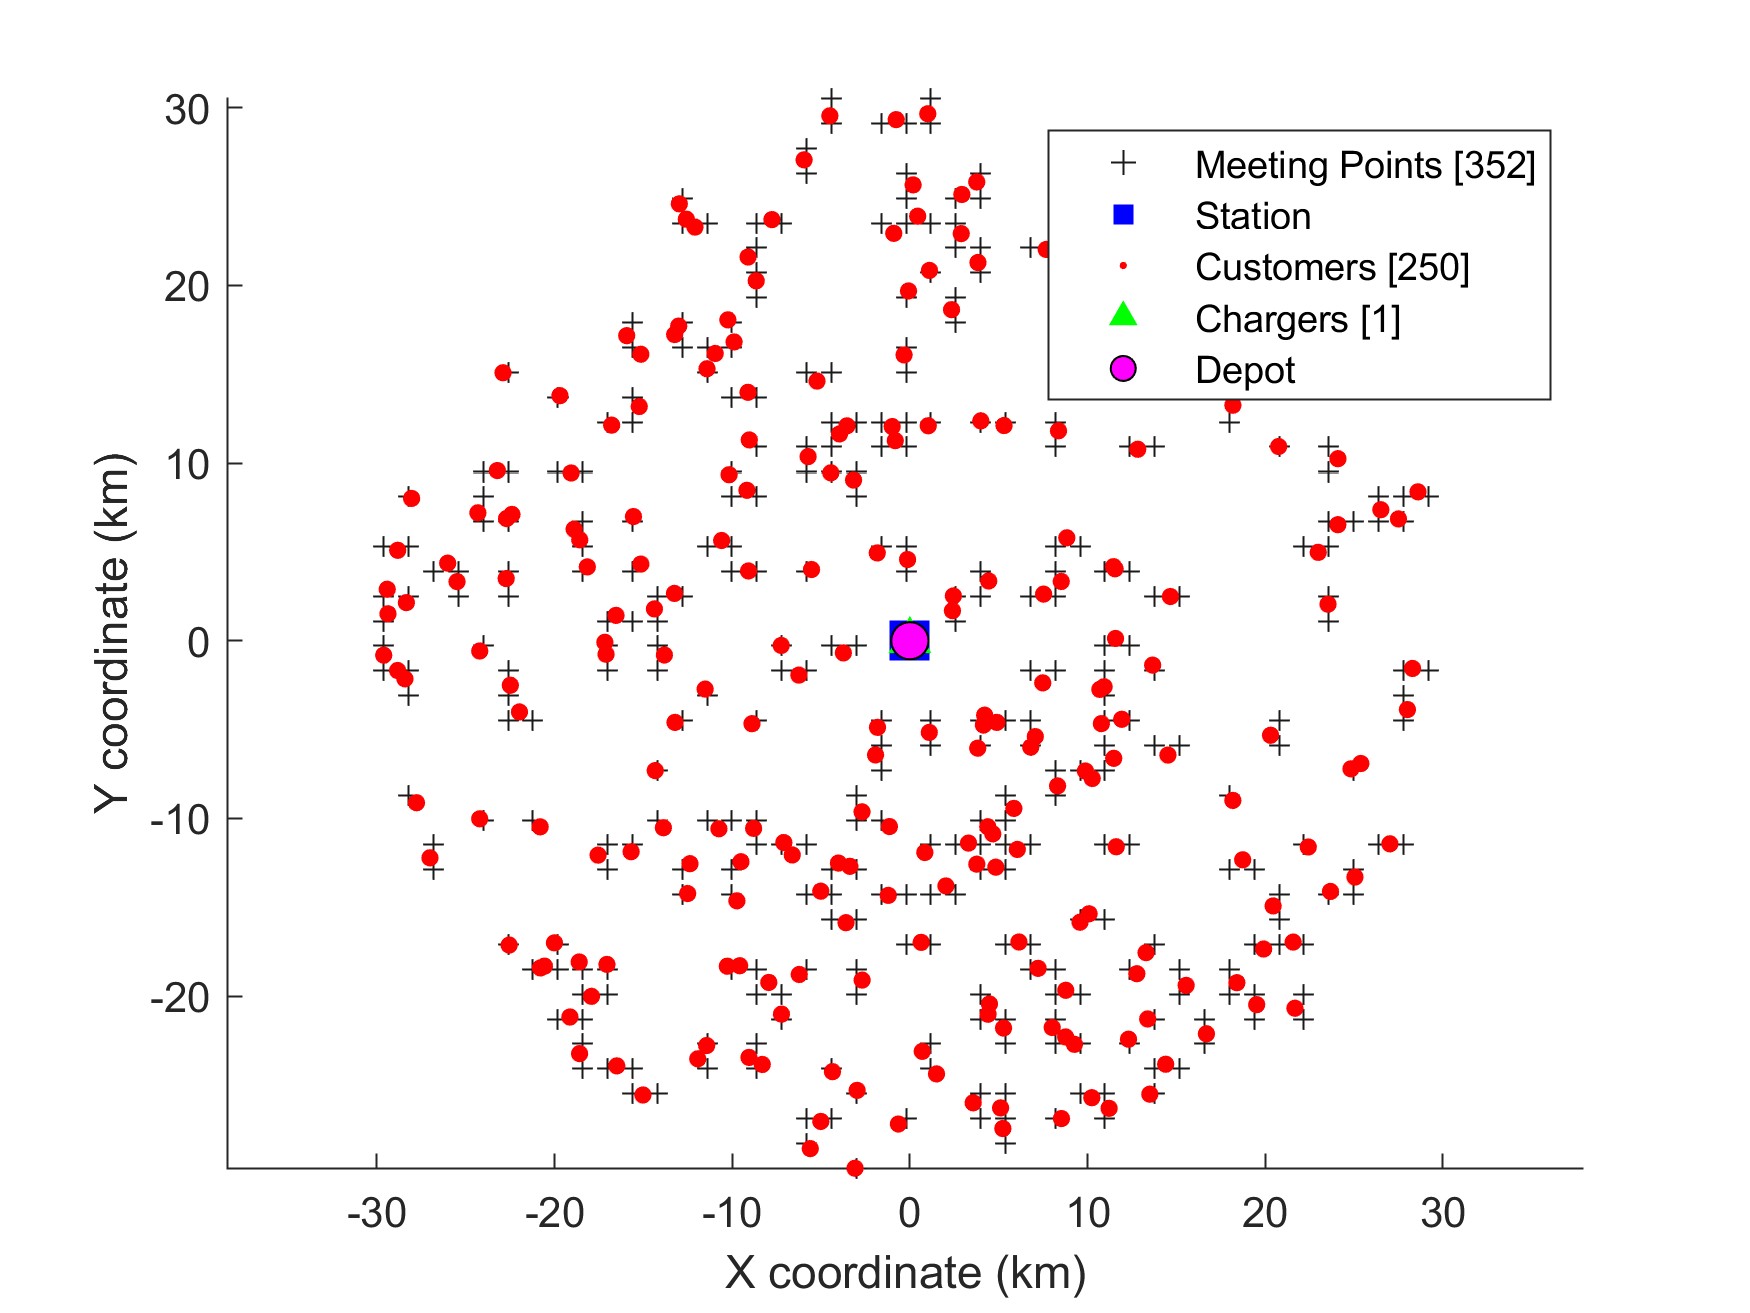 30
20
10
0
-10
-20
Y coordinate (km)
Meeting Points [352]
Station
Customers [250]
Chargers [1]
Depot
-30 -20 -10 0 10 20 30
X coordinate (km)